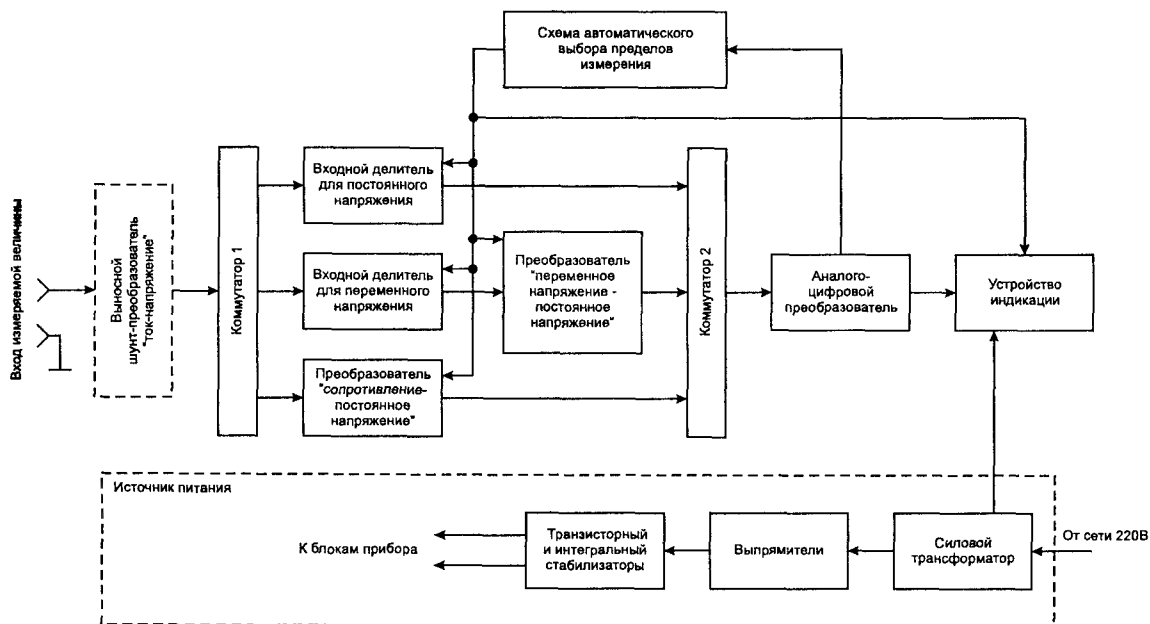 Схема автоматического
выбора пределов
измерения
Вход измеряемой величины
Выносной
шунт-преобразователь
"ток-напряжение"
Коммутатор 1
Входной делитель
для постоянного
напряжения
Входной делитель
для переменного
напряжения
Преобразователь
"сопротивление-
постоянное
напряжение"
Преобразователь
"переменное
напряжение -
постоянное
напряжение"
Коммутатор 2
Аналого-
цифровой
преобразователь
Устройство
индикации
Источник питания
К блокам прибора
Транзисторный
и интегральный
стабилизаторы
Выпрямители
Силовой
трансформатор
От сети 220В